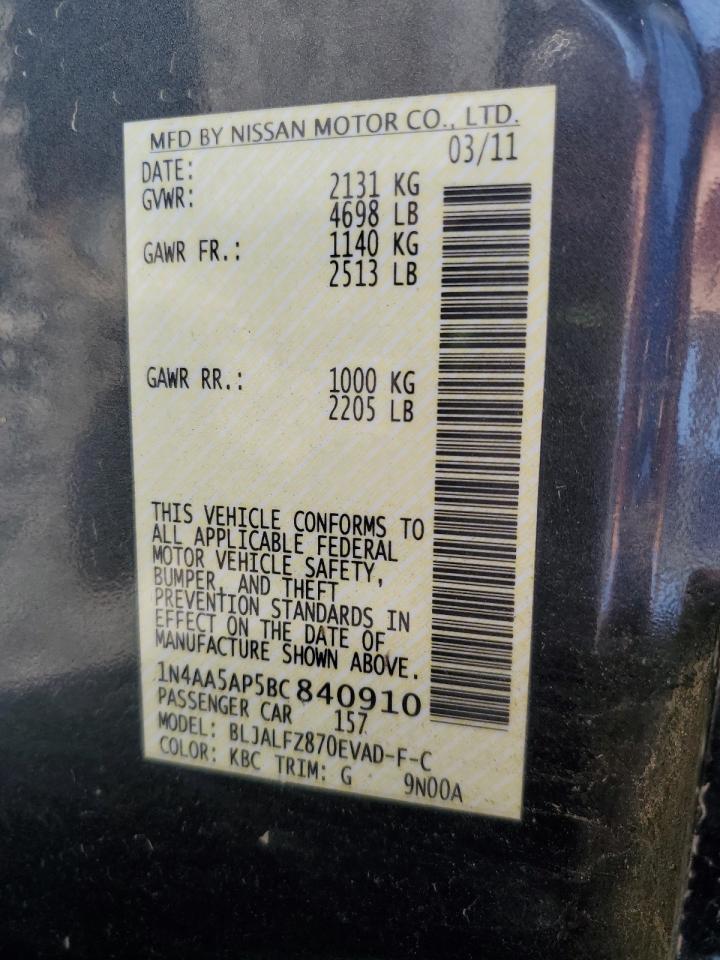 MFD BY NISSAN MOTOR CO., LTD.
DATE: 03/11
GVWR: 2131 KG
4698 LB
GAWR FR.: 1140 KG
2513 LB
GAWR RR.: 1000 KG
2205 LB
THIS VEHICLE CONFORMS TO
ALL APPLICABLE FEDERAL
MOTOR VEHICLE SAFETY,
BUMPER, AND THEFT
PREVENTION STANDARDS IN
EFFECT ON THE DATE OF
MANUFACTURE SHOWN ABOVE.
1N4AA5AP5BC840910
PASSENGER CAR 157
MODEL: BLJALFZ870EVAD-F-C
COLOR: KBC TRIM: G 9N00A